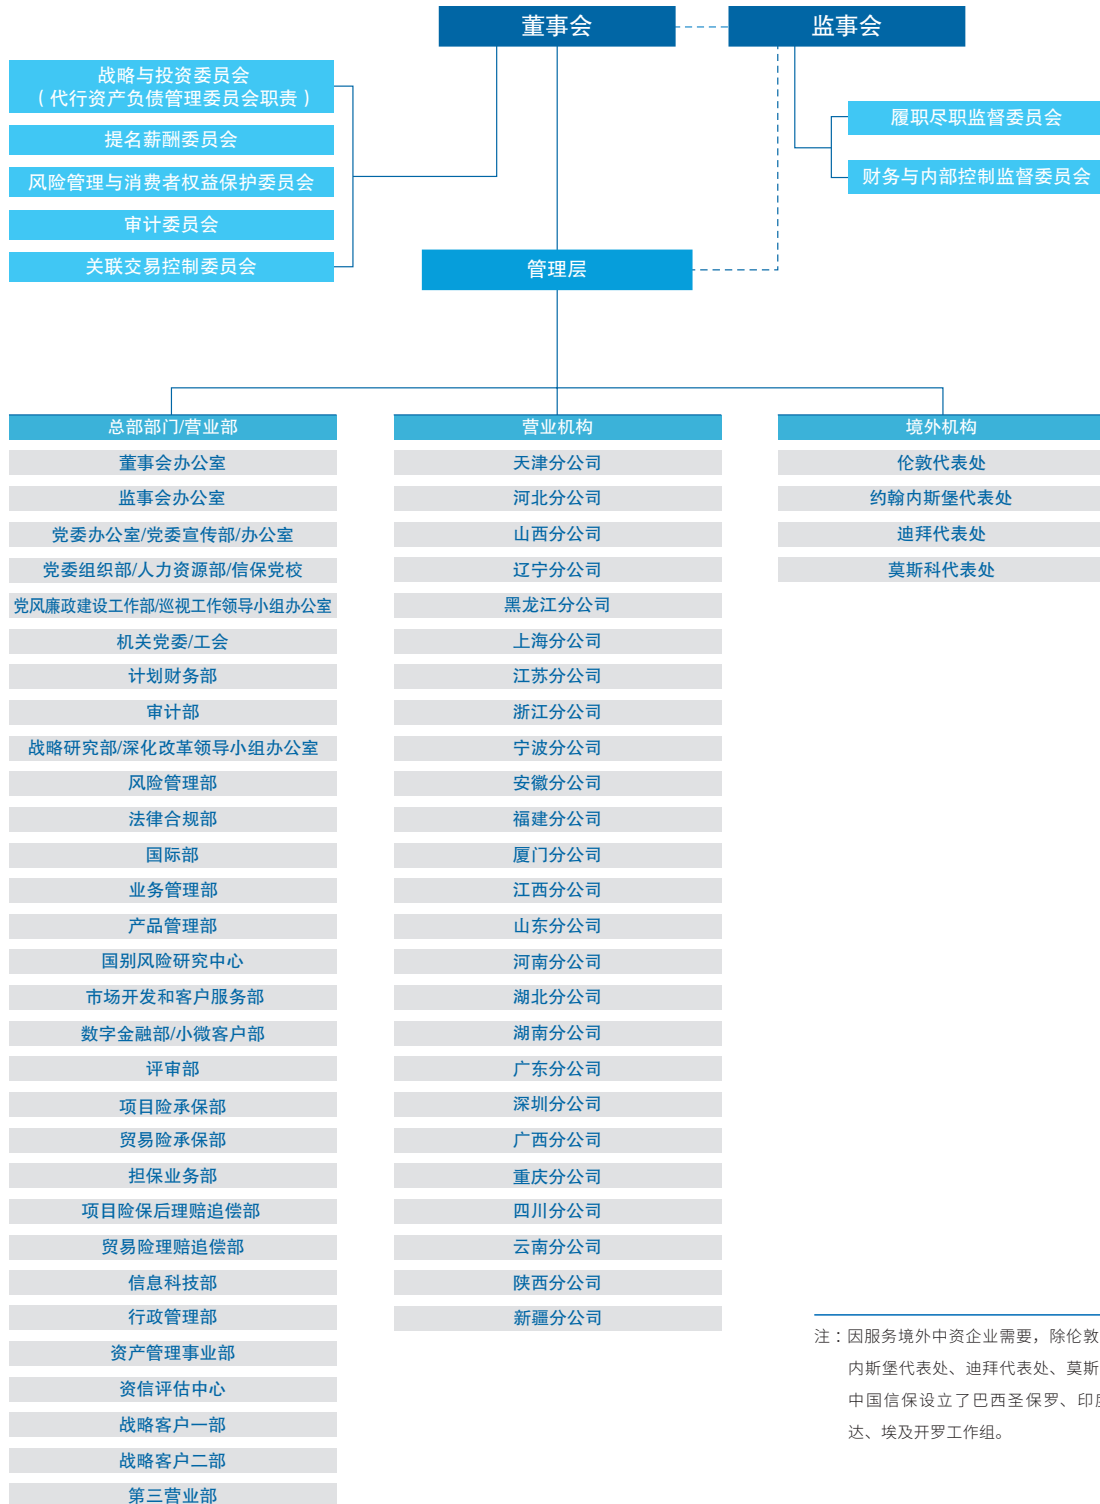 董事会
监事会
战略与投资委员会
(代行资产负债管理委员会职责)
提名薪酬委员会
风险管理与消费者权益保护委员会
审计委员会
关联交易控制委员会
履职尽职监督委员会
财务与内部控制监督委员会
管理层
总部部门/营业部
董事会办公室
监事会办公室
党委办公室/党委宣传部/办公室
党委组织部/人力资源部/信保党校
党风廉政建设工作部/巡视工作领导小组办公室
机关党委/工会
计划财务部
审计部
战略研究部/深化改革领导小组办公室
风险管理部
法律合规部
国际部
业务管理部
产品管理部
国别风险研究中心
市场开发和客户服务部
数字金融部/小微客户部
评审部
项目险承保部
贸易险承保部
担保业务部
项目险保后理赔追偿部
贸易险理赔追偿部
信息科技部
行政管理部
资产管理事业部
资信评估中心
战略客户一部
战略客户二部
第三营业部
营业机构
天津分公司
河北分公司
山西分公司
辽宁分公司
黑龙江分公司
上海分公司
江苏分公司
浙江分公司
宁波分公司
安徽分公司
福建分公司
厦门分公司
江西分公司
山东分公司
河南分公司
湖北分公司
湖南分公司
广东分公司
深圳分公司
广西分公司
重庆分公司
四川分公司
云南分公司
陕西分公司
新疆分公司
境外机构
伦敦代表处
约翰内斯堡代表处
迪拜代表处
莫斯科代表处
注：因服务境外中资企业需要，除伦敦
内斯堡代表处、迪拜代表处、莫斯
中国信保设立了巴西圣保罗、印
达、埃及开罗工作组。